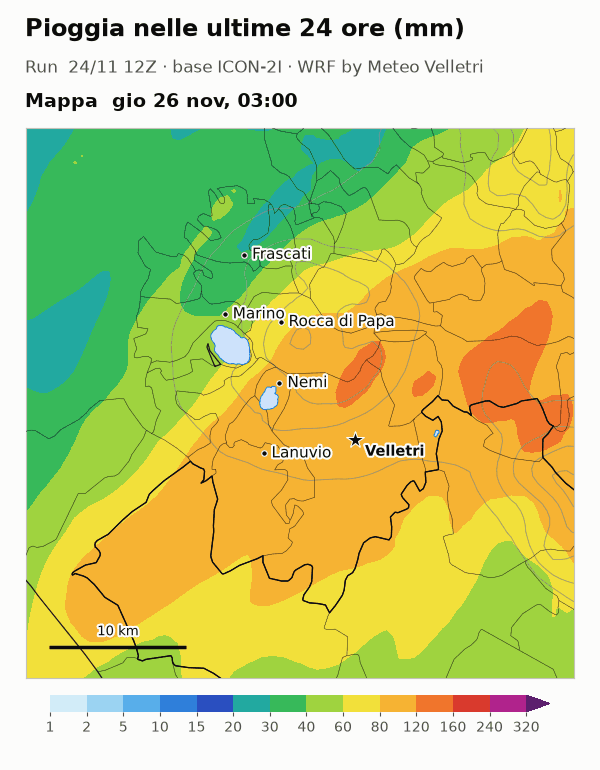 Pioggia nelle ultime 24 ore (mm)
Run 24/11 12Z · base ICON-2I · WRF by Meteo Velletri
Mappa gio 26 nov, 03:00
Frascati
Marino
Rocca di Papa
Nemi
Lanuvio
Velletri
10 km
1 2 5 10 15 20 30 40 60 80 120 160 240 320